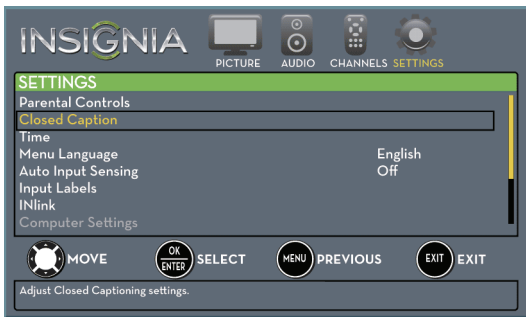 INSIGNIA
PICTURE AUDIO CHANNELS SETTINGS
SETTINGS
Parental Controls
Closed Caption
Time
Menu Language English
Auto Input Sensing Off
Input Labels
INlink
Computer Settings
MOVE OK ENTER SELECT MENU PREVIOUS EXIT EXIT
Adjust Closed Captioning settings.